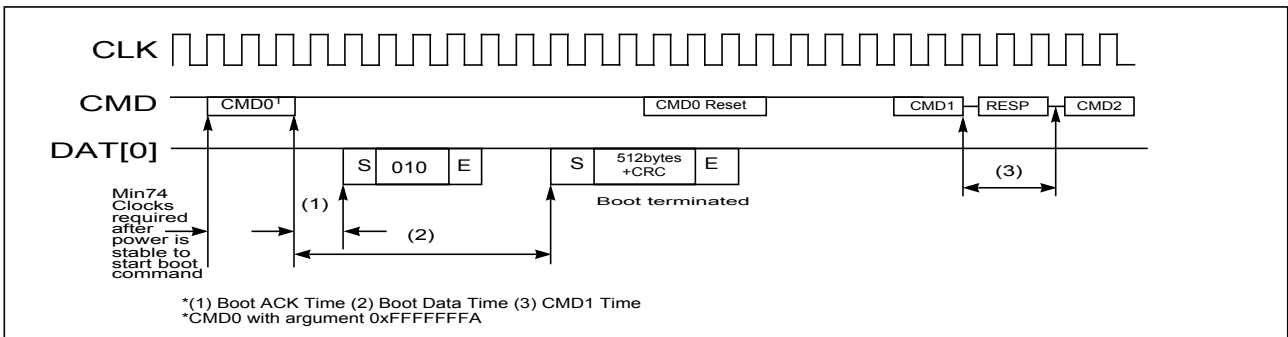 CLK
CMD
CMD0¹
CMD0 Reset
CMD1
RESP
CMD2
DAT[0]
S
010
E
S
512bytes
+CRC
E
(3)
Boot terminated
Min74
Clocks
required
after
power is
stable to
start boot
command
(1)
(2)
*(1) Boot ACK Time (2) Boot Data Time (3) CMD1 Time
*CMD0 with argument 0xFFFFFFFA